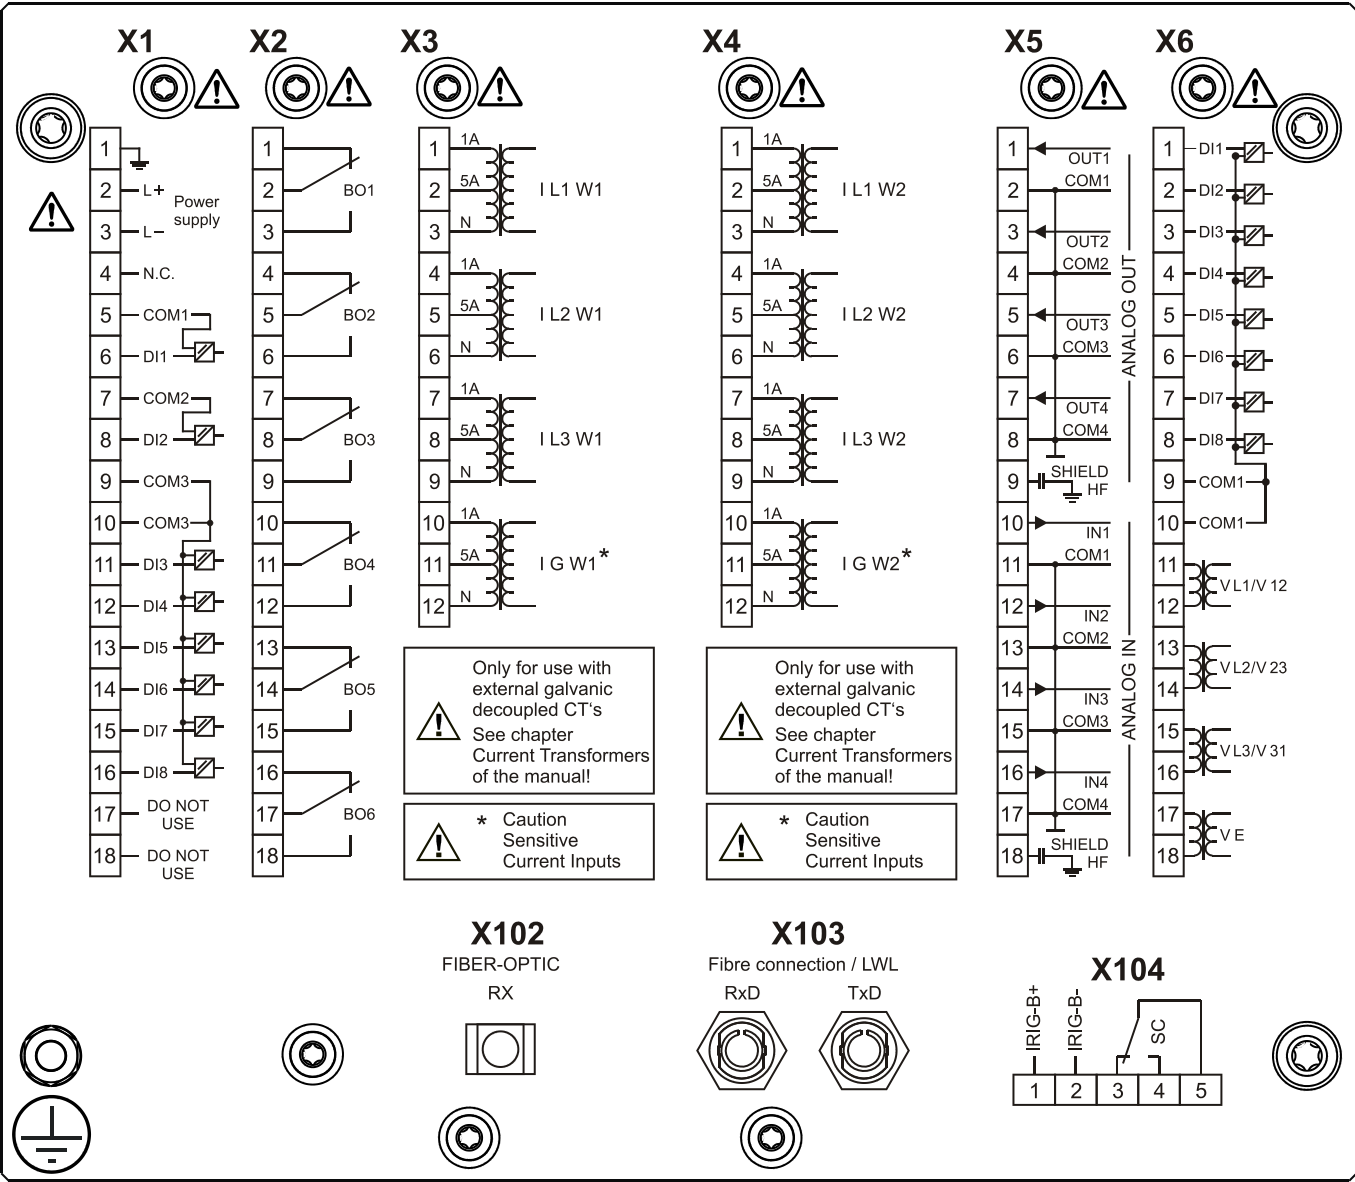 X1
1
2 L+
Power
supply
3 L−
4 N.C.
5 COM1
6 DI1
7 COM2
8 DI2
9 COM3
10 COM3
11 DI3
12 DI4
13 DI5
14 DI6
15 DI7
16 DI8
17 DO NOT
USE
18 DO NOT
USE
X2
1
2 BO1
3
4
5 BO2
6
7
8 BO3
9
10
11 BO4
12
13
14 BO5
15
16
17 BO6
18
X3
1 1A
2 5A I L1 W1
3 N
4 1A
5 5A I L2 W1
6 N
7 1A
8 5A I L3 W1
9 N
10 1A
11 5A I G W1*
12 N
Only for use with
external galvanic
decoupled CT‘s
See chapter
Current Transformers
of the manual!
* Caution
Sensitive
Current Inputs
X4
1 1A
2 5A I L1 W2
3 N
4 1A
5 5A I L2 W2
6 N
7 1A
8 5A I L3 W2
9 N
10 1A
11 5A I G W2*
12 N
Only for use with
external galvanic
decoupled CT‘s
See chapter
Current Transformers
of the manual!
* Caution
Sensitive
Current Inputs
X5
1 OUT1
2 COM1
3 OUT2
4 COM2
5 OUT3
6 COM3
7 OUT4
8 COM4
9 SHIELD
HF
ANALOG OUT
10 IN1
11 COM1
12 IN2
13 COM2
14 IN3
15 COM3
16 IN4
17 COM4
18 SHIELD
HF
ANALOG IN
X6
1 DI1
2 DI2
3 DI3
4 DI4
5 DI5
6 DI6
7 DI7
8 DI8
9 COM1
10 COM1
11
V L1/V 12
12
13
V L2/V 23
14
15
V L3/V 31
16
17
V E
18
X102
FIBER-OPTIC
RX
X103
Fibre connection / LWL
RxD TxD
X104
IRIG-B+
IRIG-B-
SC
1 2 3 4 5